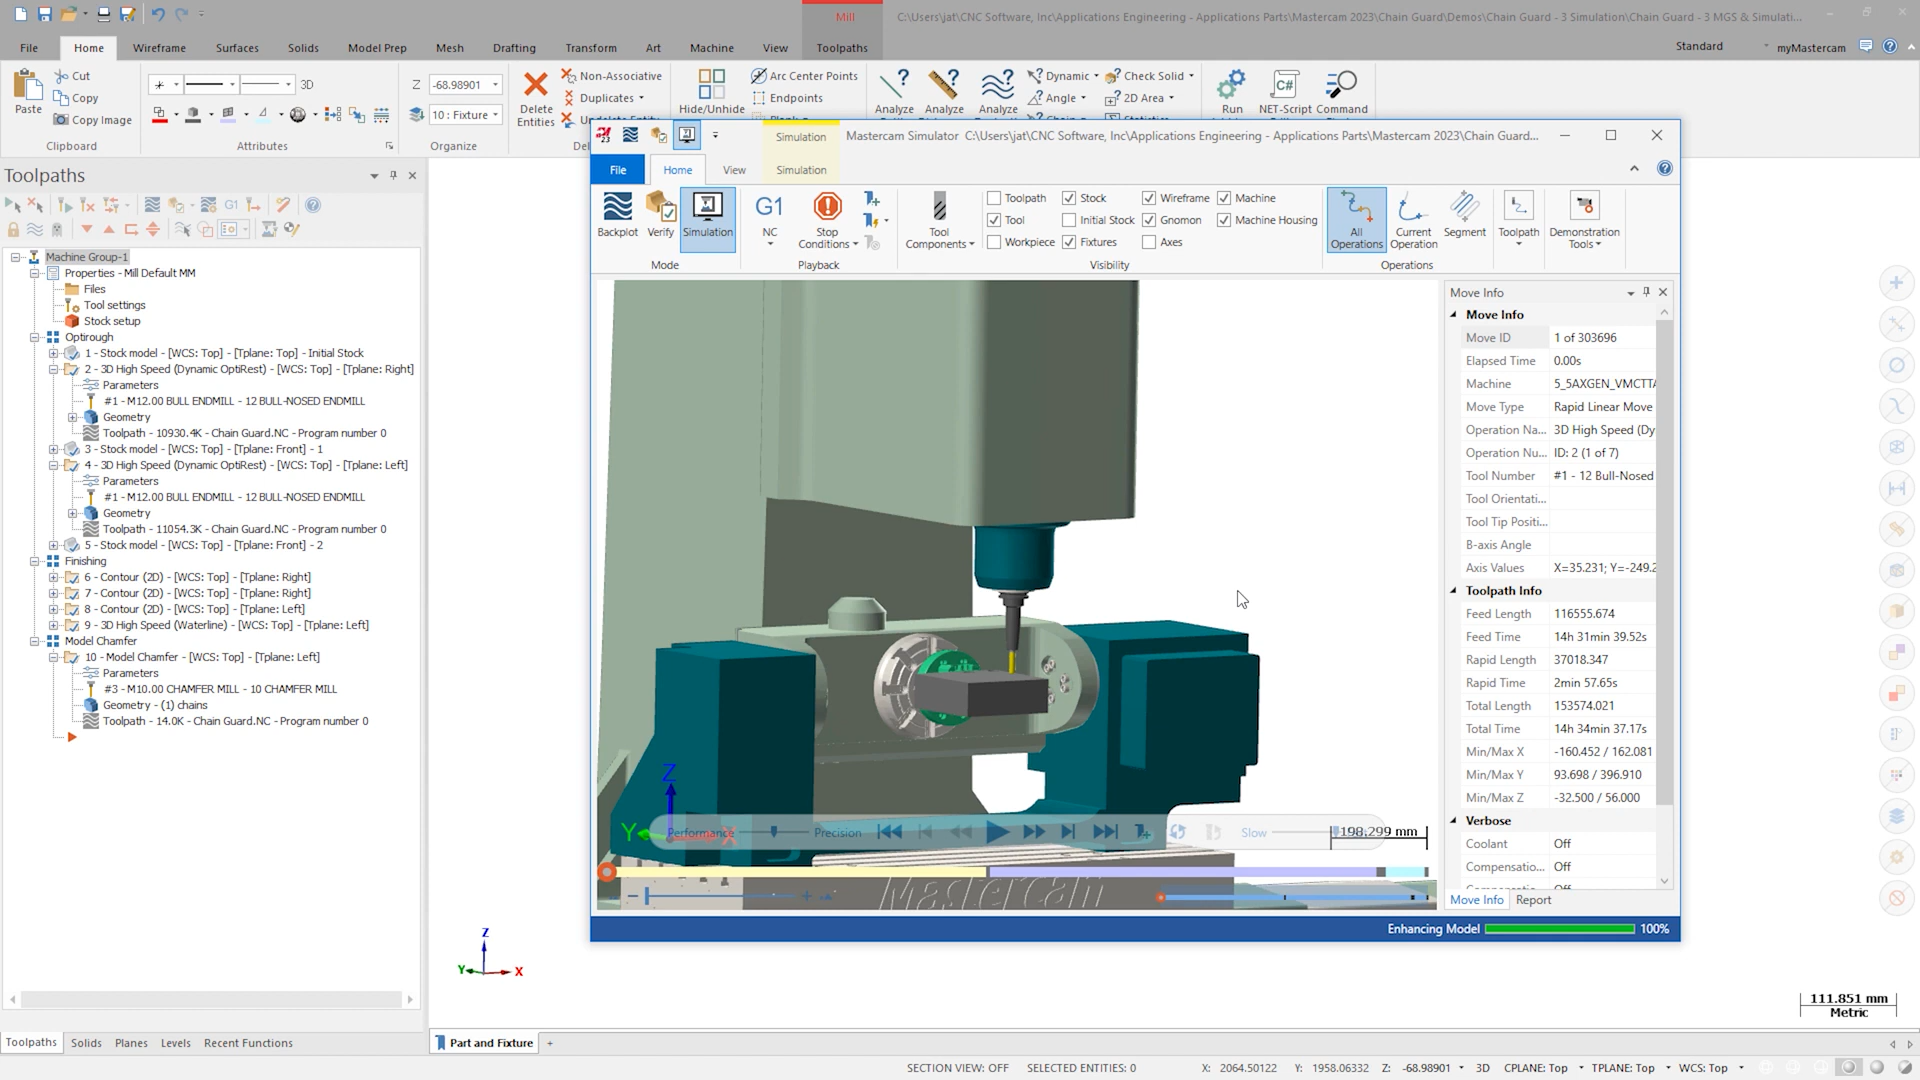 Mill
C:\Users\jat\CNC Software, Inc\Applications Engineering - Applications Parts\Mastercam 2023\Chain Guard\Demos\Chain Guard - 3 Simulation\Chain Guard - 3 MGS & Simulati...
File Home Wireframe Surfaces Solids Model Prep Mesh Drafting Transform Art Machine View Toolpaths
Standard myMastercam
Paste
Cut
Copy
Copy Image
Clipboard
3D
Attributes
Z -68.98901
10 : Fixture
Organize
Delete Entities
Non-Associative
Duplicates
Hide/Unhide
Arc Center Points
Endpoints
Analyze Analyze Analyze
Dynamic
Angle
Check Solid
2D Area
Statistics
Run NET-Script Command
Toolpaths
Machine Group-1
Properties - Mill Default MM
Files
Tool settings
Stock setup
Optirough
1 - Stock model - [WCS: Top] - [Tplane: Top] - Initial Stock
2 - 3D High Speed (Dynamic OptiRest) - [WCS: Top] - [Tplane: Right]
Parameters
#1 - M12.00 BULL ENDMILL - 12 BULL-NOSED ENDMILL
Geometry
Toolpath - 10930.4K - Chain Guard.NC - Program number 0
3 - Stock model - [WCS: Top] - [Tplane: Front] - 1
4 - 3D High Speed (Dynamic OptiRest) - [WCS: Top] - [Tplane: Left]
Parameters
#1 - M12.00 BULL ENDMILL - 12 BULL-NOSED ENDMILL
Geometry
Toolpath - 11054.3K - Chain Guard.NC - Program number 0
5 - Stock model - [WCS: Top] - [Tplane: Front] - 2
Finishing
6 - Contour (2D) - [WCS: Top] - [Tplane: Right]
7 - Contour (2D) - [WCS: Top] - [Tplane: Right]
8 - Contour (2D) - [WCS: Top] - [Tplane: Left]
9 - 3D High Speed (Waterline) - [WCS: Top] - [Tplane: Left]
Model Chamfer
10 - Model Chamfer - [WCS: Top] - [Tplane: Left]
Parameters
#3 - M10.00 CHAMFER MILL - 10 CHAMFER MILL
Geometry - (1) chains
Toolpath - 14.0K - Chain Guard.NC - Program number 0
Toolpaths Solids Planes Levels Recent Functions
Simulation
Mastercam Simulator C:\Users\jat\CNC Software, Inc\Applications Engineering - Applications Parts\Mastercam 2023\Chain Guard...
File Home View Simulation
Backplot Verify Simulation
Mode
G1
NC
Stop Conditions
Playback
Tool Components
Toolpath Stock Wireframe Machine
Tool Initial Stock Gnomon Machine Housing
Workpiece Fixtures Axes
Visibility
All Operations
Current Operation
Segment
Operations
Toolpath
Demonstration Tools
Move Info
Move Info
Move ID 1 of 303696
Elapsed Time 0.00s
Machine 5_5AXGEN_VMCTTA
Move Type Rapid Linear Move
Operation Na... 3D High Speed (Dy
Operation Nu... ID: 2 (1 of 7)
Tool Number #1 - 12 Bull-Nosed
Tool Orientati...
Tool Tip Positi...
B-axis Angle
Axis Values X=35.231; Y=-249.2
Toolpath Info
Feed Length 116555.674
Feed Time 14h 31min 39.52s
Rapid Length 37018.347
Rapid Time 2min 57.65s
Total Length 153574.021
Total Time 14h 34min 37.17s
Min/Max X -160.452 / 162.081
Min/Max Y 93.698 / 396.910
Min/Max Z -32.500 / 56.000
Verbose
Coolant Off
Compensatio... Off
Move Info Report
Z
Y
X
Performance Precision Slow
198.299 mm
Mastercam
Enhancing Model 100%
Z
Y X
111.851 mm
Metric
Part and Fixture +
SECTION VIEW: OFF SELECTED ENTITIES: 0 X: 2064.50122 Y: 1958.06332 Z: -68.98901 3D CPLANE: Top TPLANE: Top WCS: Top